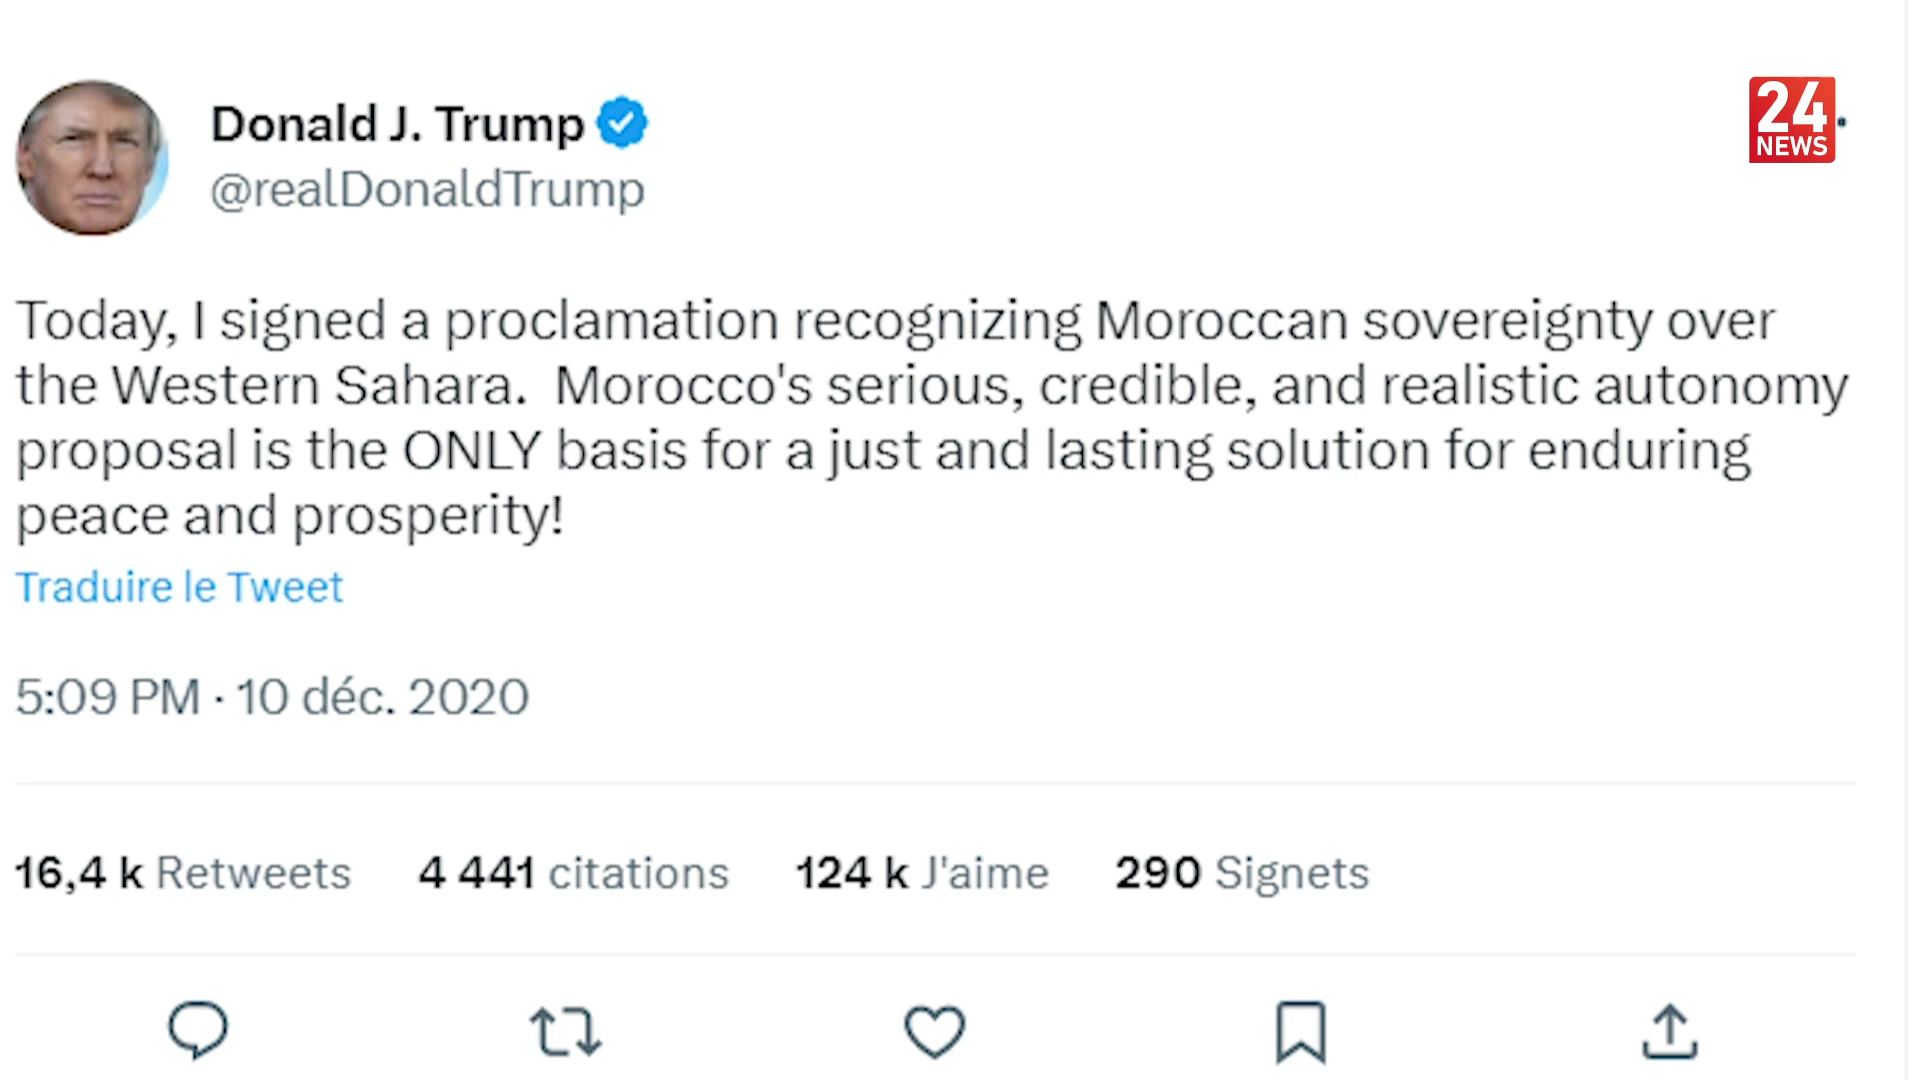 Donald J. Trump
@realDonaldTrump
24
NEWS
Today, I signed a proclamation recognizing Moroccan sovereignty over
the Western Sahara.  Morocco's serious, credible, and realistic autonomy
proposal is the ONLY basis for a just and lasting solution for enduring
peace and prosperity!
Traduire le Tweet
5:09 PM · 10 déc. 2020
16,4 k Retweets 4 441 citations 124 k J'aime 290 Signets